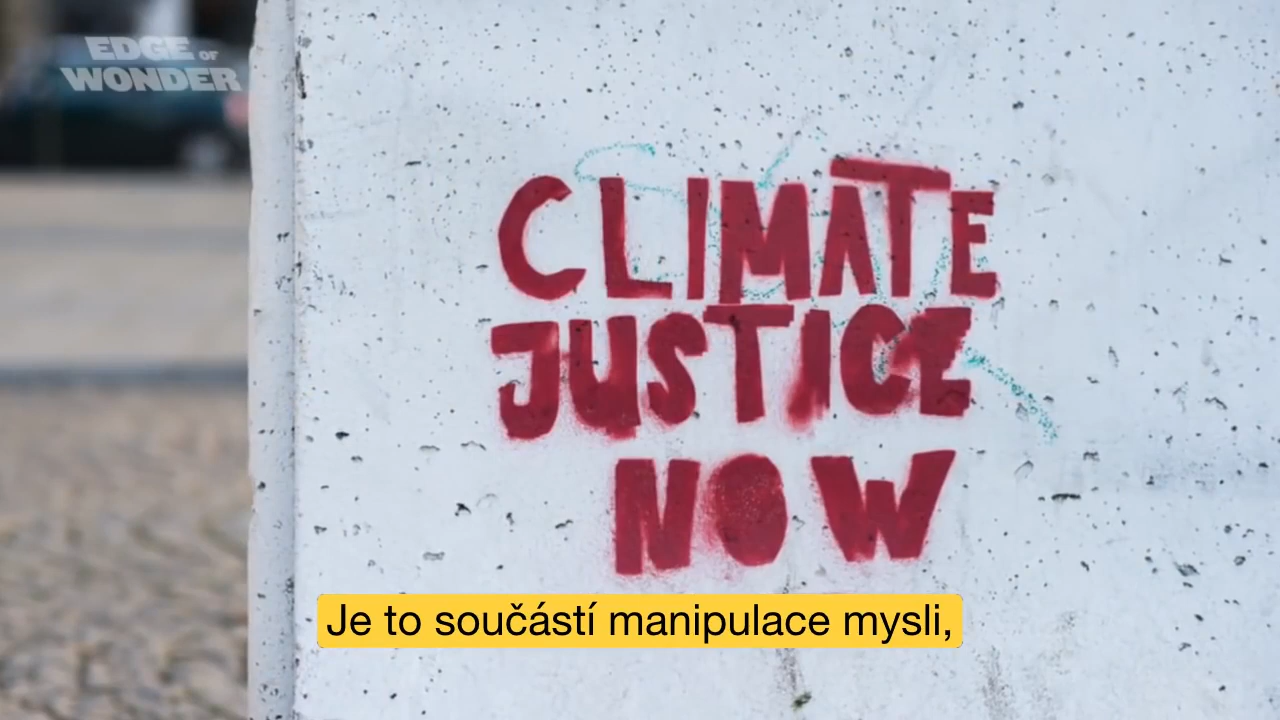 EDGE OF
WONDER
CLIMATE
JUSTICE
NOW
Je to součástí manipulace mysli,